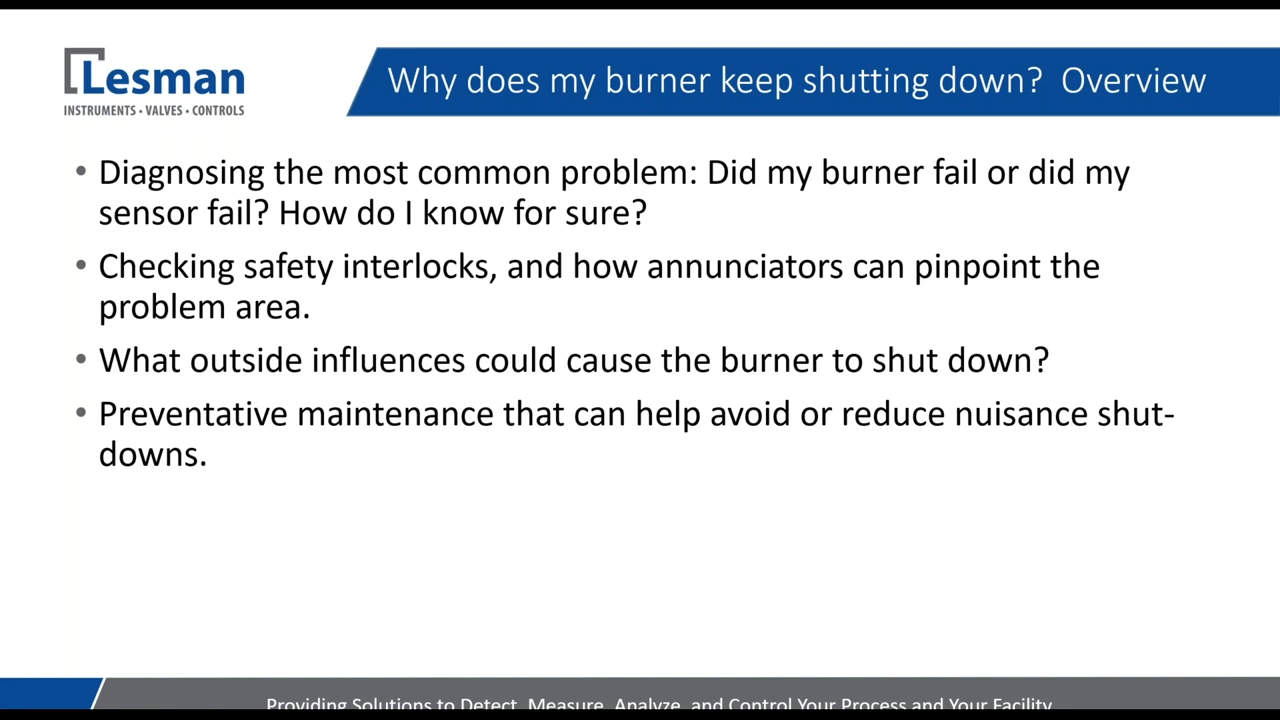 Lesman
INSTRUMENTS • VALVES • CONTROLS
Why does my burner keep shutting down? Overview
• Diagnosing the most common problem: Did my burner fail or did my
sensor fail? How do I know for sure?
• Checking safety interlocks, and how annunciators can pinpoint the
problem area.
• What outside influences could cause the burner to shut down?
• Preventative maintenance that can help avoid or reduce nuisance shut-
downs.
Providing Solutions to Detect, Measure, Analyze, and Control Your Process and Your Facility